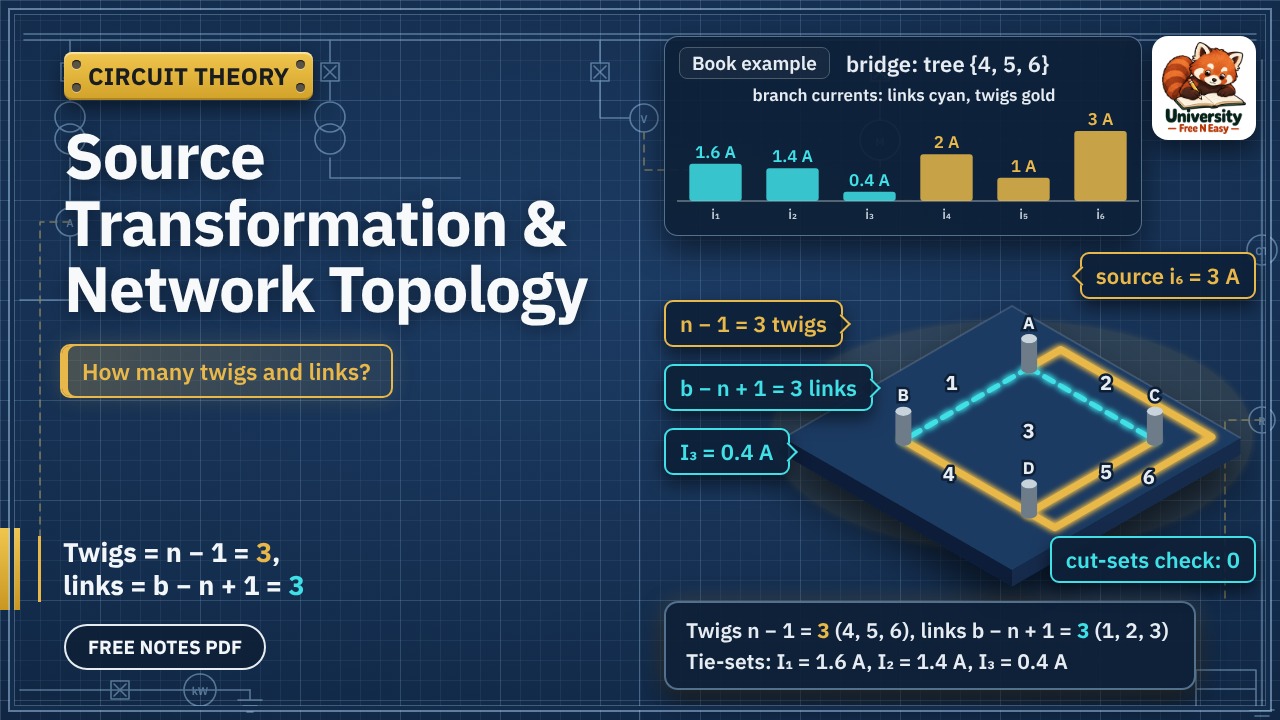 CIRCUIT THEORY
Source
Transformation &
Network Topology
How many twigs and links?
Twigs = n − 1 = 3,
links = b − n + 1 = 3
FREE NOTES PDF
kW
Book example
bridge: tree {4, 5, 6}
branch currents: links cyan, twigs gold
1.6 A
1.4 A
0.4 A
2 A
1 A
3 A
i₁
i₂
i₃
i₄
i₅
i₆
University
Free N Easy
V
A
source i₆ = 3 A
n − 1 = 3 twigs
b − n + 1 = 3 links
I₃ = 0.4 A
A
B
C
D
1
2
3
4
5
6
cut-sets check: 0
Twigs n − 1 = 3 (4, 5, 6), links b − n + 1 = 3 (1, 2, 3)
Tie-sets: I₁ = 1.6 A, I₂ = 1.4 A, I₃ = 0.4 A